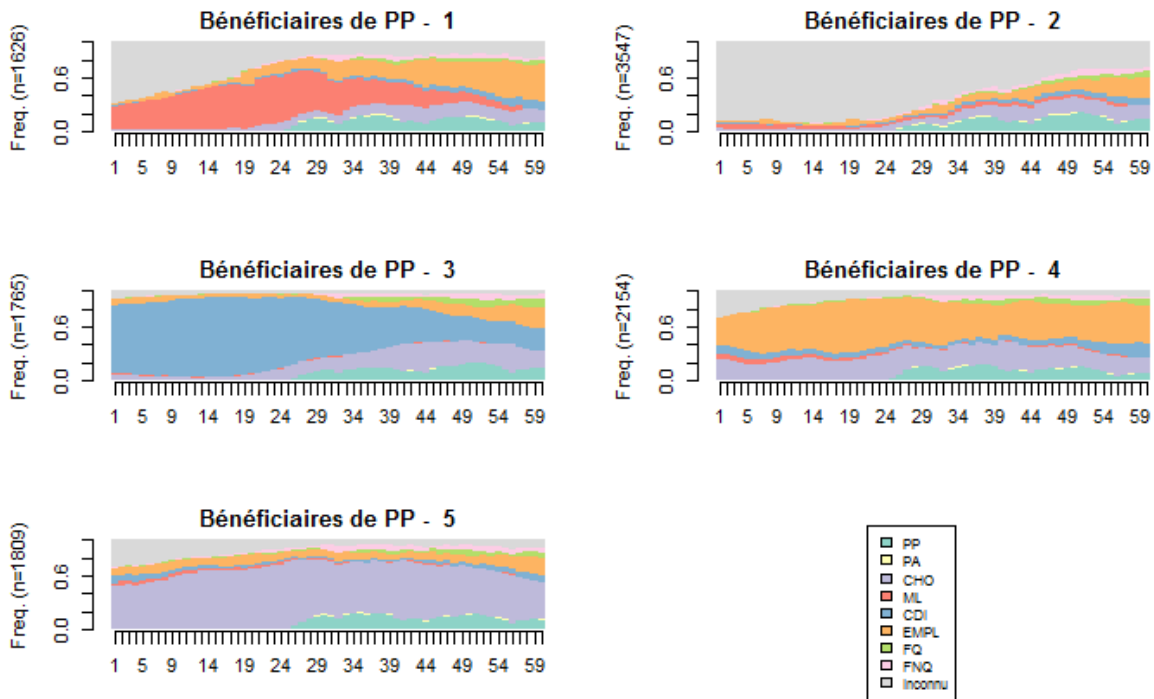 Bénéficiaires de PP - 1
Freq. (n=1626)
0.0 0.6
1 5 9 14 19 24 29 34 39 44 49 54 59
Bénéficiaires de PP - 2
Freq. (n=3547)
0.0 0.6
1 5 9 14 19 24 29 34 39 44 49 54 59
Bénéficiaires de PP - 3
Freq. (n=1765)
0.0 0.6
1 5 9 14 19 24 29 34 39 44 49 54 59
Bénéficiaires de PP - 4
Freq. (n=2154)
0.0 0.6
1 5 9 14 19 24 29 34 39 44 49 54 59
Bénéficiaires de PP - 5
Freq. (n=1809)
0.0 0.6
1 5 9 14 19 24 29 34 39 44 49 54 59
PP
PA
CHO
ML
CDI
EMPL
FQ
FNQ
Inconnu